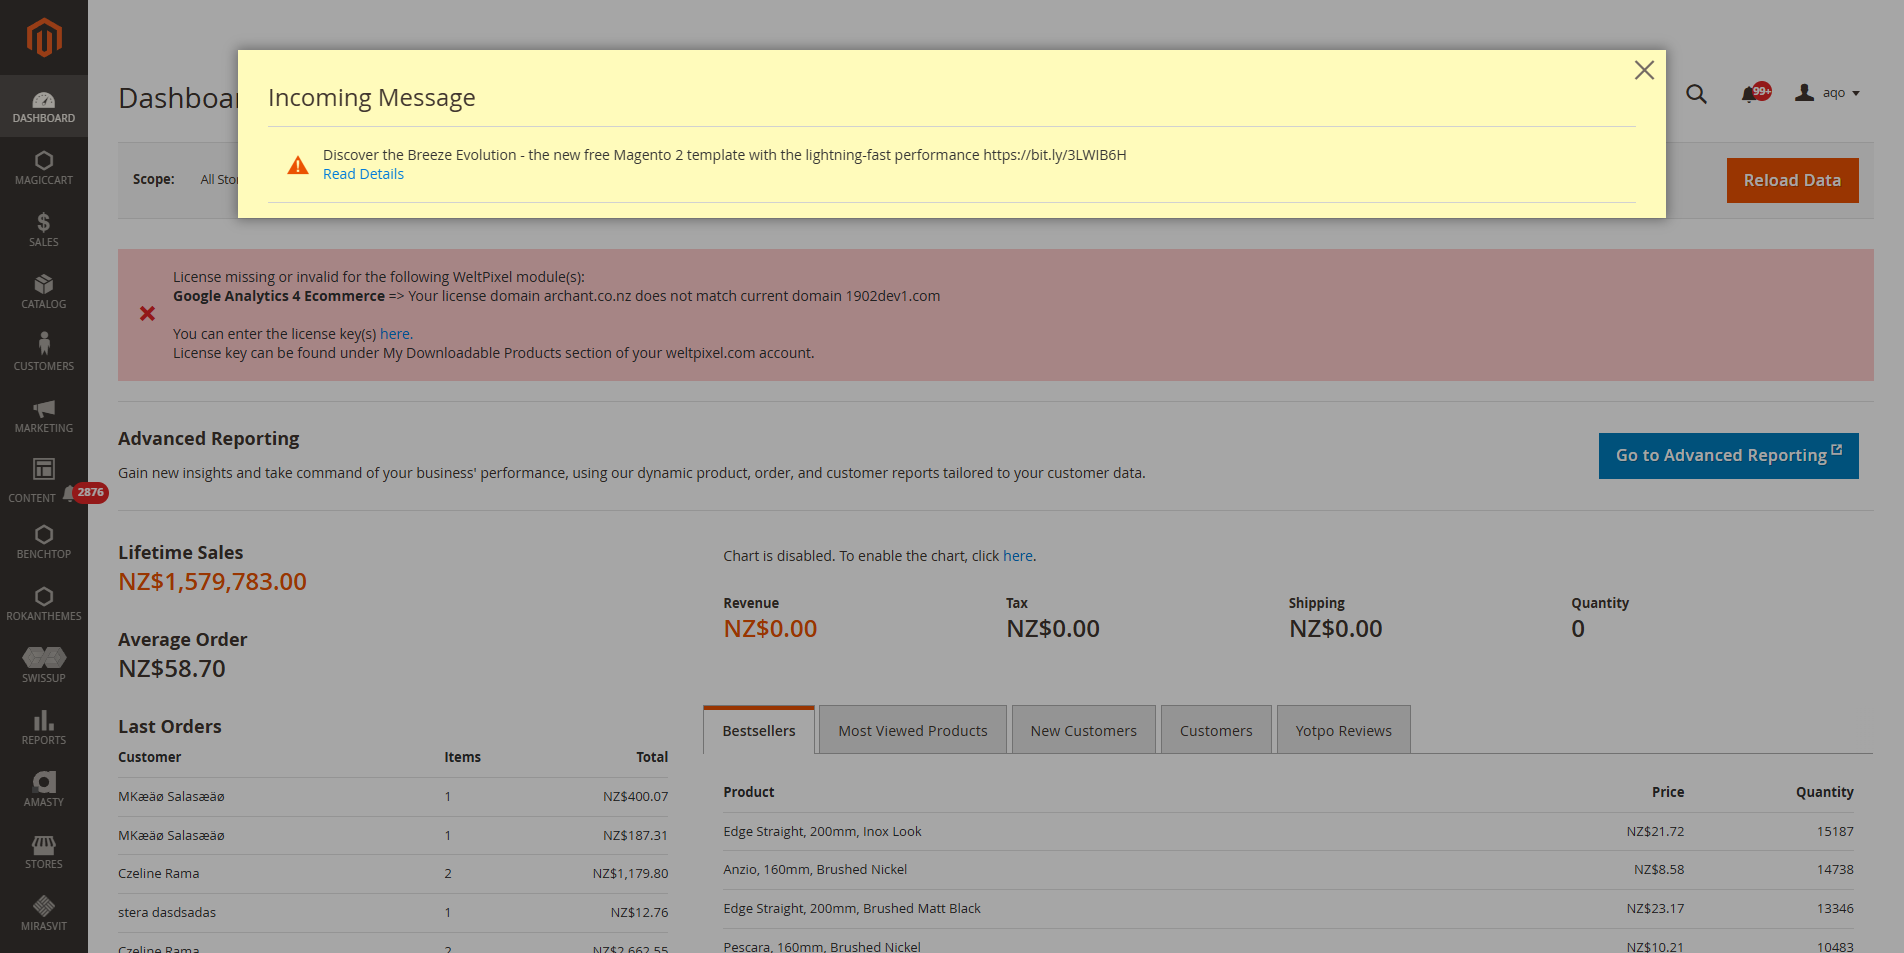 Dashboar
Incoming Message
Discover the Breeze Evolution - the new free Magento 2 template with the lightning-fast performance https://bit.ly/3LWIB6H
Read Details
99+
aqo
Scope:
All Stor
Reload Data
DASHBOARD
MAGICCART
SALES
CATALOG
CUSTOMERS
MARKETING
CONTENT 2876
BENCHTOP
ROKANTHEMES
SWISSUP
REPORTS
AMASTY
STORES
MIRASVIT
License missing or invalid for the following WeltPixel module(s):
Google Analytics 4 Ecommerce => Your license domain archant.co.nz does not match current domain 1902dev1.com
You can enter the license key(s) here.
License key can be found under My Downloadable Products section of your weltpixel.com account.
Advanced Reporting
Gain new insights and take command of your business' performance, using our dynamic product, order, and customer reports tailored to your customer data.
Go to Advanced Reporting
Lifetime Sales
NZ$1,579,783.00
Average Order
NZ$58.70
Last Orders
Customer Items Total
MKæäø Salasæäø 1 NZ$400.07
MKæäø Salasæäø 1 NZ$187.31
Czeline Rama 2 NZ$1,179.80
stera dasdsadas 1 NZ$12.76
Czeline Rama 2 NZ$2,662.55
Chart is disabled. To enable the chart, click here.
Revenue Tax Shipping Quantity
NZ$0.00 NZ$0.00 NZ$0.00 0
Bestsellers Most Viewed Products New Customers Customers Yotpo Reviews
Product Price Quantity
Edge Straight, 200mm, Inox Look NZ$21.72 15187
Anzio, 160mm, Brushed Nickel NZ$8.58 14738
Edge Straight, 200mm, Brushed Matt Black NZ$23.17 13346
Pescara, 160mm, Brushed Nickel NZ$10.21 10483